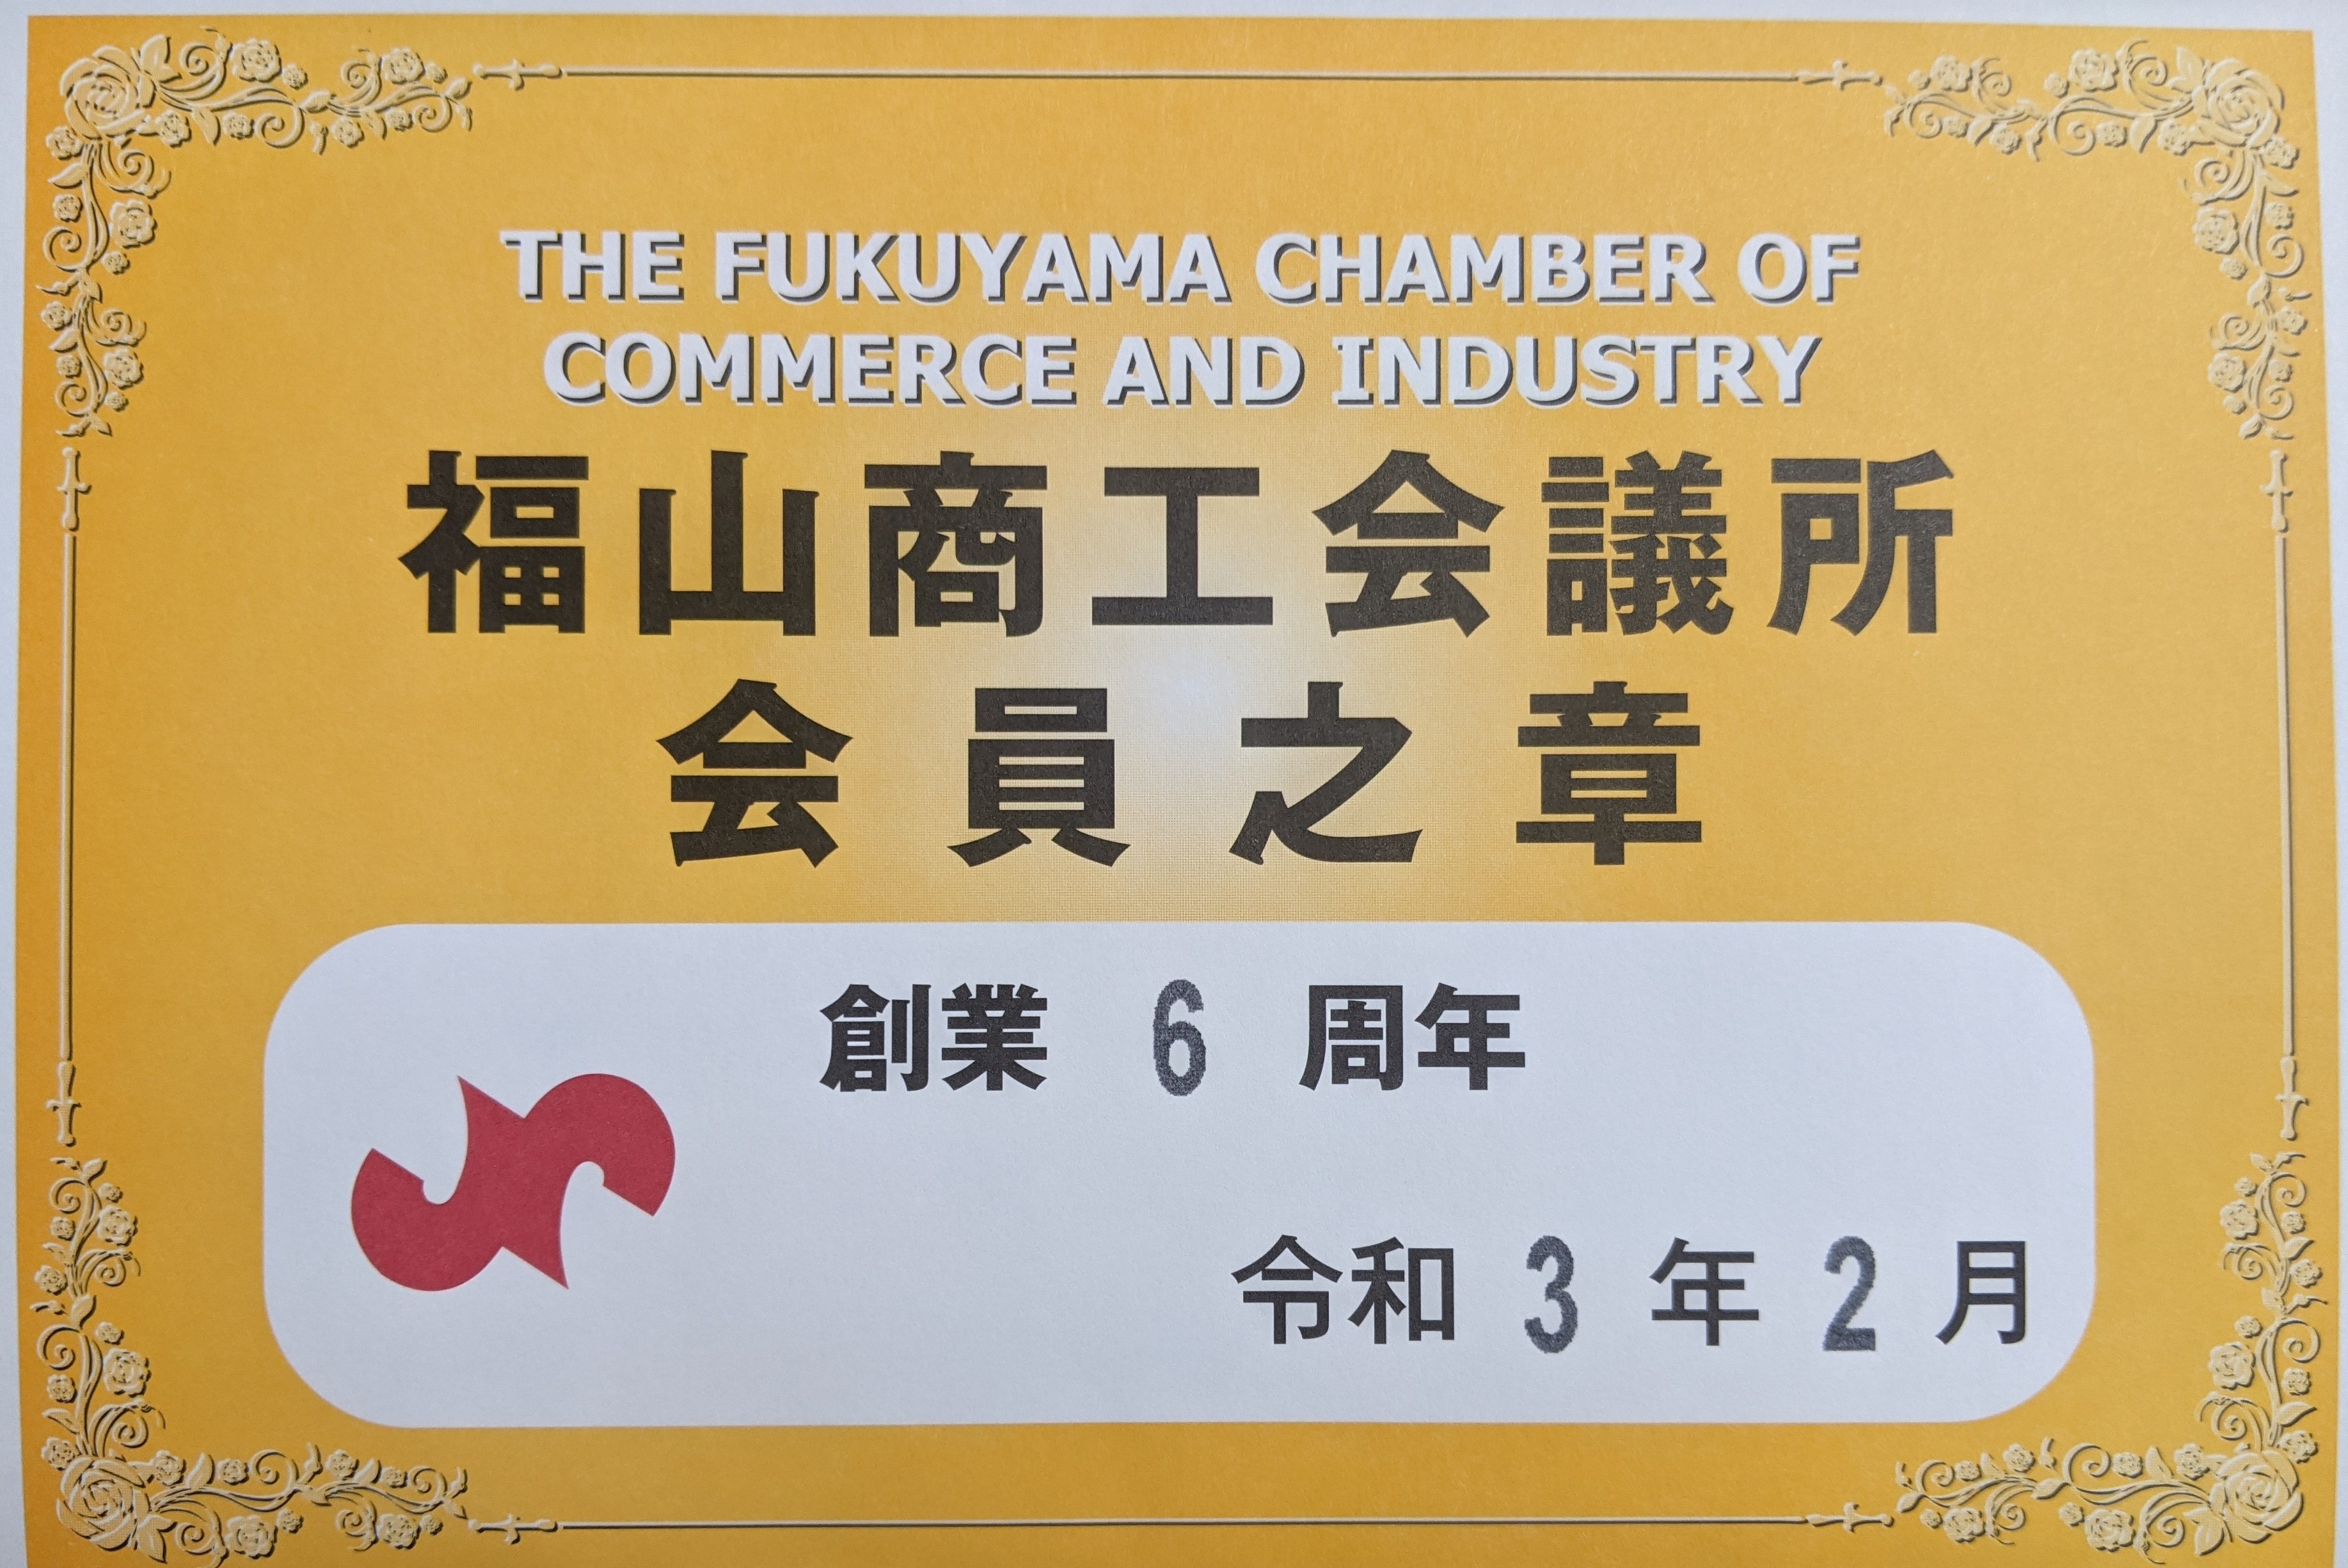 THE FUKUYAMA CHAMBER OF
COMMERCE AND INDUSTRY
福山商工会議所
会員之章
創業 6 周年
令和 3 年 2 月